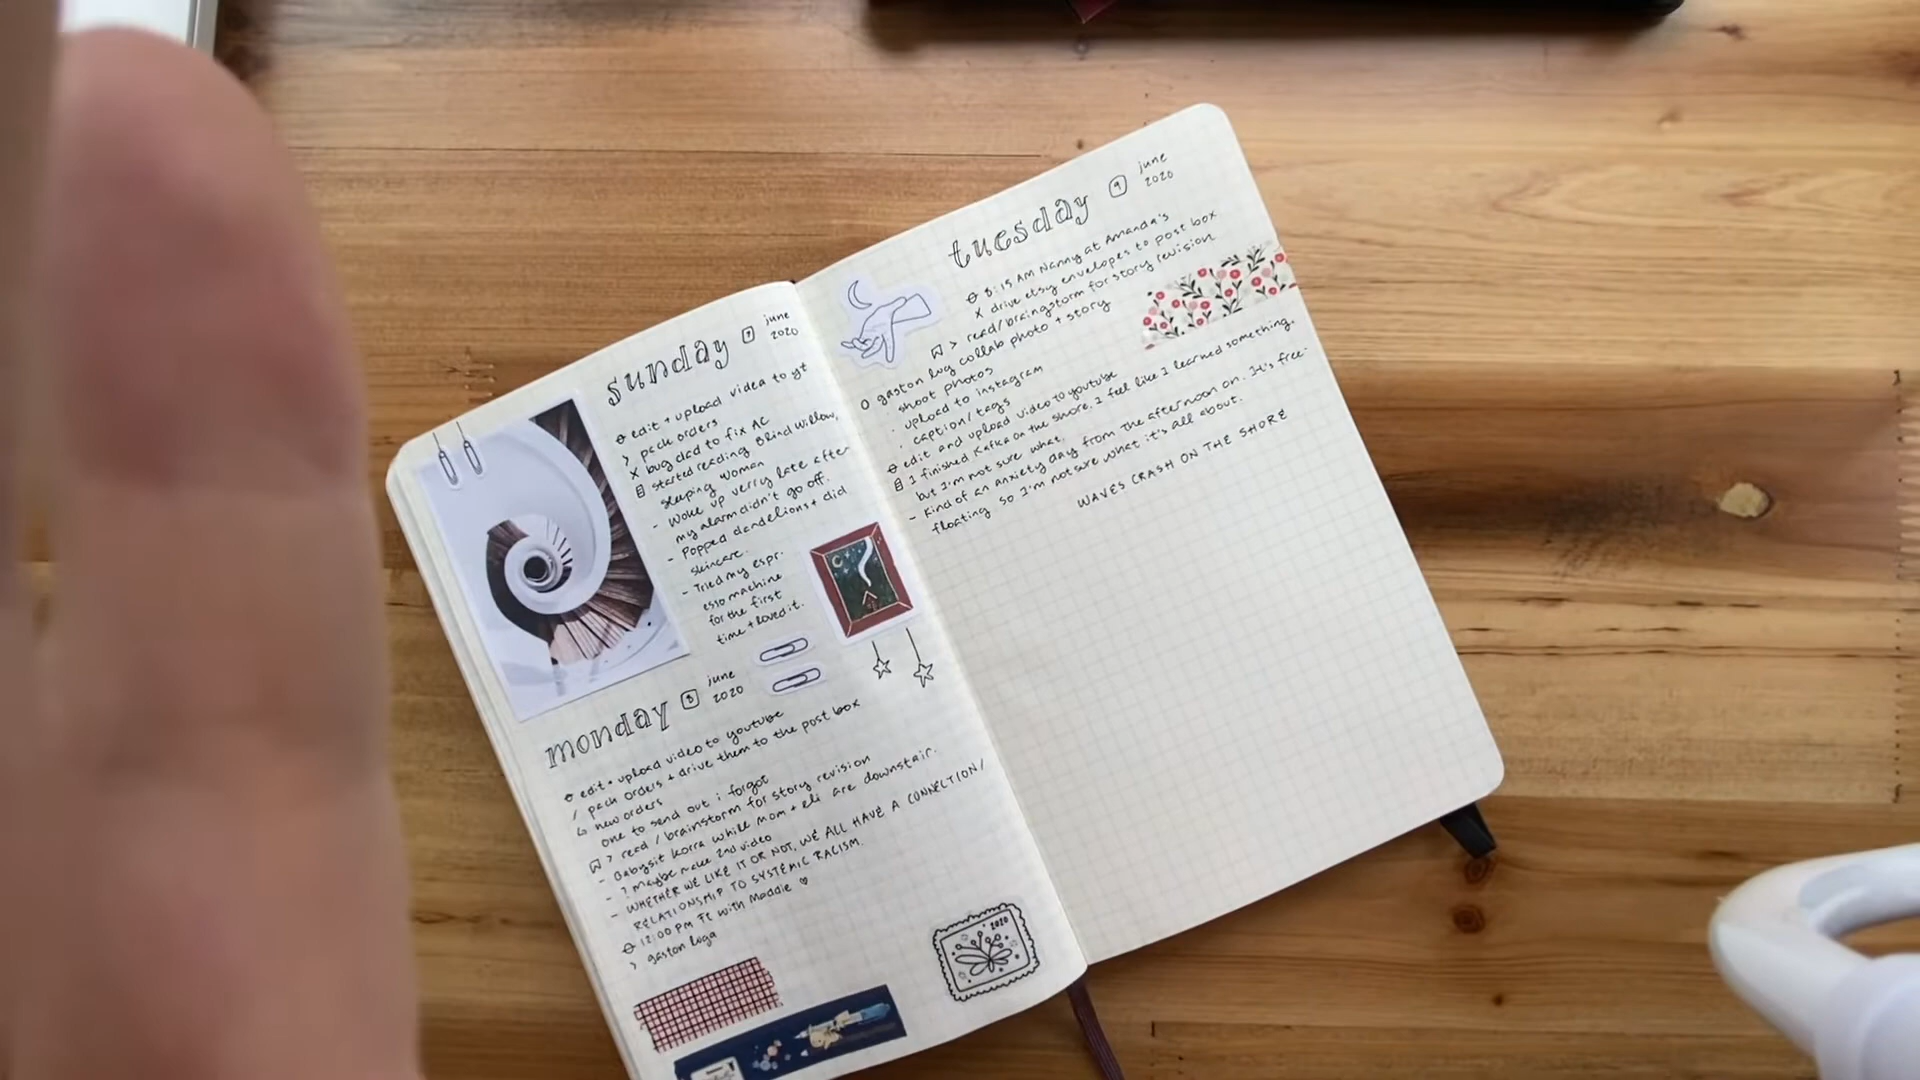 sunday 7 june
2020
edit + upload video to yt
> pack orders
x bug dad to fix AC
started reading Blind Willow,
sleeping woman
- Woke up verry late after
my alarm didn't go off.
- Popped dandelions + did
skincare.
- Tried my espr-
esso machine
for the first
time + loved it.
monday 8 june
2020
edit + upload video to youtube
/ pack orders + drive them to the post box
↳ new orders
one to send out i forgot
> read / brainstorm for story revision
- Babysit Korra while mom + eli are downstair.
- ? maybe make 2nd video
- WHETHER WE LIKE IT OR NOT, WE ALL HAVE A CONNECTION/
RELATIONSHIP TO SYSTEMIC RACISM.
12:00 PM FT with Maddie ♡
> gaston loga
2020
tuesday 9 june
2020
8:15 AM Nanny at Amanda's
x drive etsy envelopes to post box
> read/brainstorm for story revision
O gaston log collab photo + story
. shoot photos
. upload to instagram
. caption / tags
edit and upload video to youtube
I finished Kafka on the Shore. I feel like I learned something,
but I'm not sure what.
- Kind of an anxiety day from the afternoon on. It's free-
floating so I'm not sure what it's all about.
WAVES CRASH ON THE SHORE